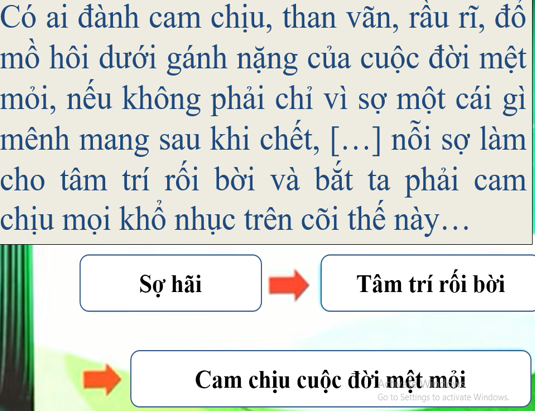 Có ai đành cam chịu, than vãn, rầu rĩ, đổ
mồ hôi dưới gánh nặng của cuộc đời mệt
mỏi, nếu không phải chỉ vì sợ một cái gì
mênh mang sau khi chết, [...] nỗi sợ làm
cho tâm trí rối bời và bắt ta phải cam
chịu mọi khổ nhục trên cõi thế này...
Sợ hãi
Tâm trí rối bời
Cam chịu cuộc đời mệt mỏi
Go to Settings to activate Windows.